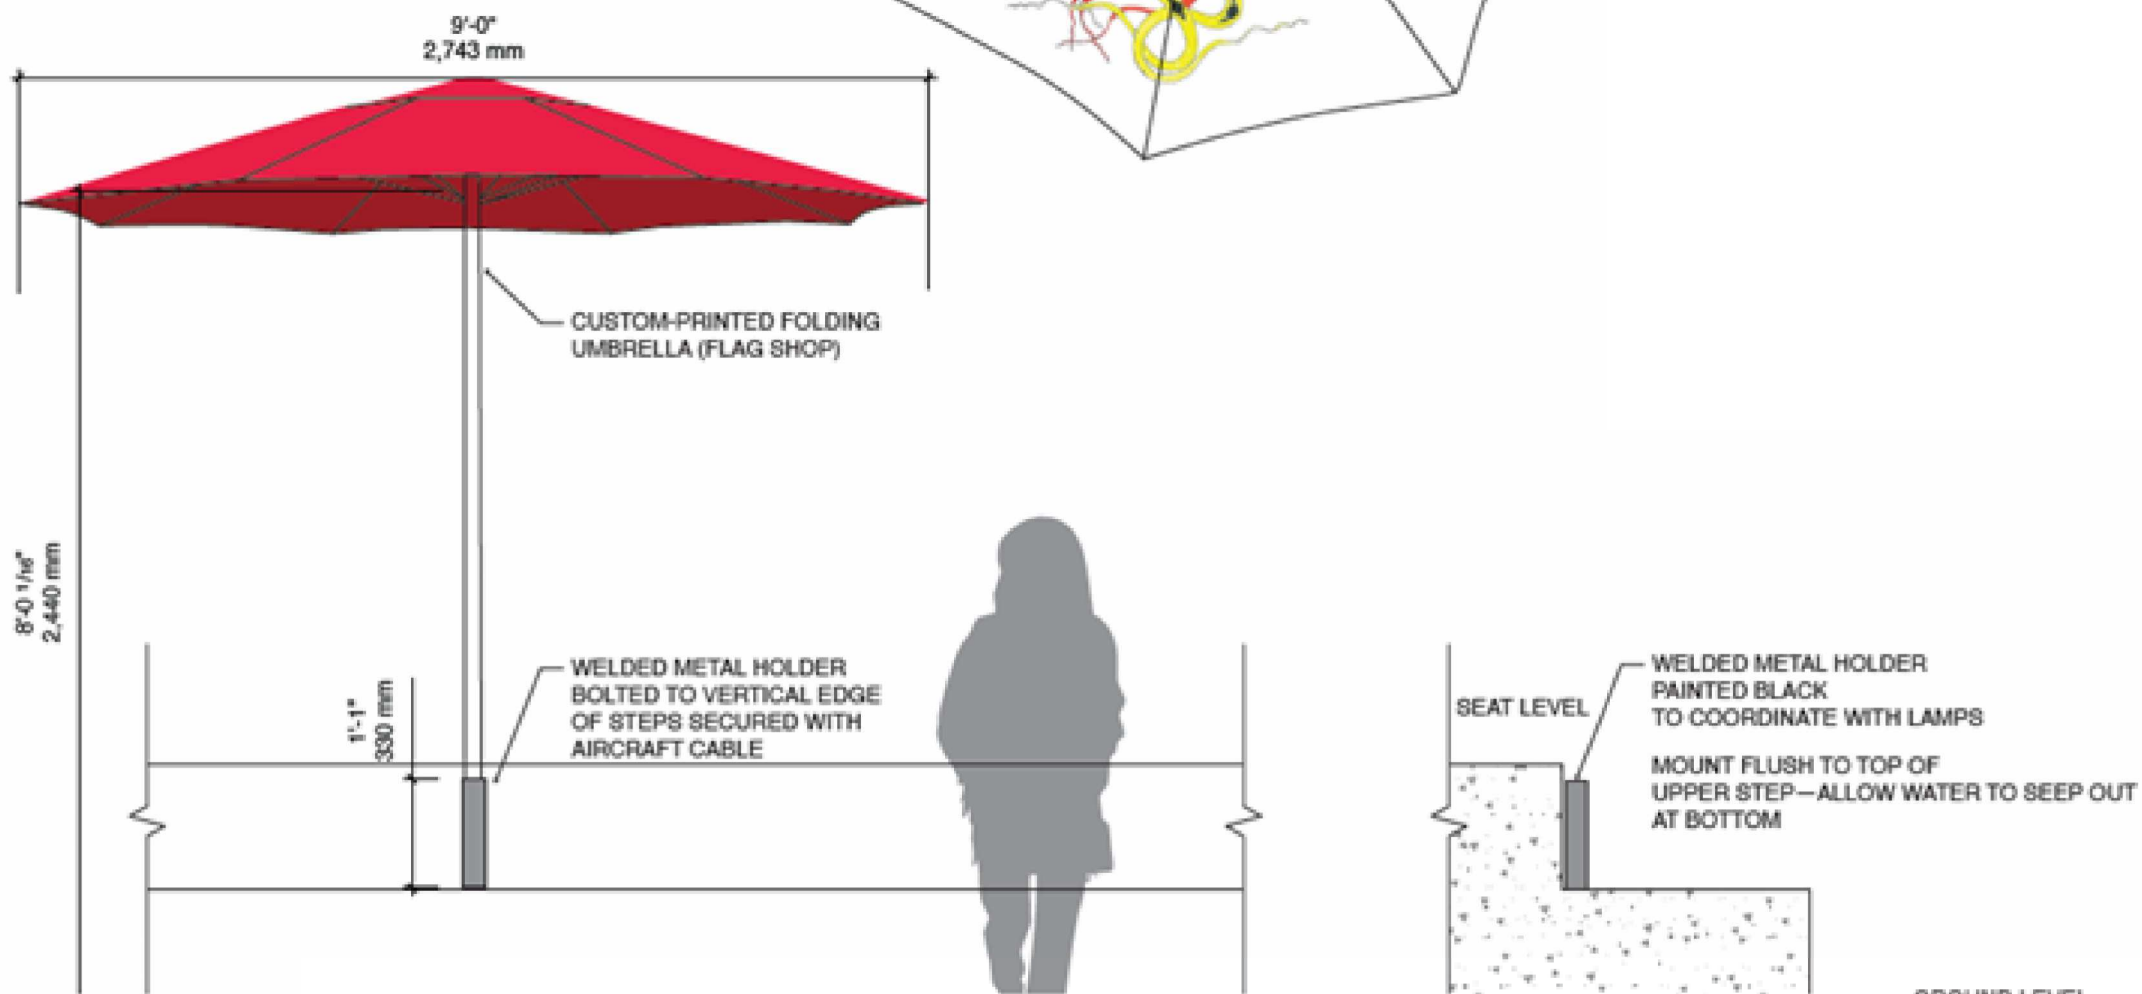 9'-0"
2,743 mm
CUSTOM-PRINTED FOLDING
UMBRELLA (FLAG SHOP)
8'-0 1/16"
2,440 mm
1'-1"
330 mm
WELDED METAL HOLDER
BOLTED TO VERTICAL EDGE
OF STEPS SECURED WITH
AIRCRAFT CABLE
SEAT LEVEL
WELDED METAL HOLDER
PAINTED BLACK
TO COORDINATE WITH LAMPS
MOUNT FLUSH TO TOP OF
UPPER STEP—ALLOW WATER TO SEEP OUT
AT BOTTOM